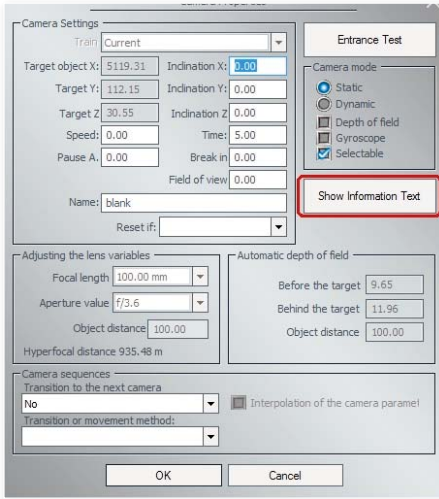 Camera Properties
Camera Settings
Train Current
Target object X: 5119.31 Inclination X: 0.00
Target Y: 112.15 Inclination Y: 0.00
Target Z 30.55 Indination Z 0.00
Speed: 0.00 Time: 5.00
Pause A. 0.00 Break in 0.00
Field of view 0.00
Name: blank
Reset if:
Entrance Test
Camera mode
Static
Dynamic
Depth of field
Gyroscope
Selectable
Show Information Text
Adjusting the lens variables
Focal length 100.00 mm
Aperture value f/3.6
Object distance 100.00
Hyperfocal distance 935.48 m
Automatic depth of field
Before the target 9.65
Behind the target 11.96
Object distance 100.00
Camera sequences
Transition to the next camera
No
Interpolation of the camera paramet
Transition or movement method:
OK Cancel